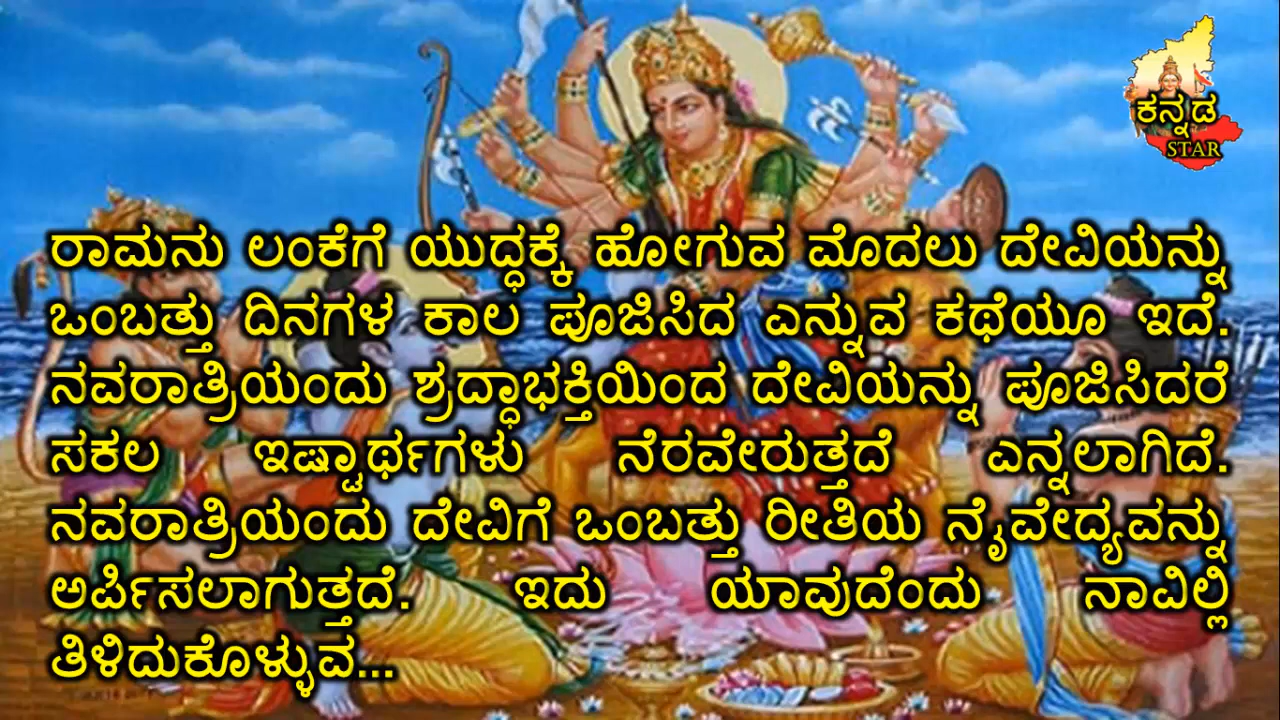 ಕನ್ನಡ
STAR
ರಾಮನು ಲಂಕೆಗೆ ಯುದ್ಧಕ್ಕೆ ಹೋಗುವ ಮೊದಲು ದೇವಿಯನ್ನು
ಒಂಬತ್ತು ದಿನಗಳ ಕಾಲ ಪೂಜಿಸಿದ ಎನ್ನುವ ಕಥೆಯೂ ಇದೆ.
ನವರಾತ್ರಿಯಂದು ಶ್ರದ್ಧಾಭಕ್ತಿಯಿಂದ ದೇವಿಯನ್ನು ಪೂಜಿಸಿದರೆ
ಸಕಲ ಇಷ್ಟಾರ್ಥಗಳು ನೆರವೇರುತ್ತದೆ ಎನ್ನಲಾಗಿದೆ.
ನವರಾತ್ರಿಯಂದು ದೇವಿಗೆ ಒಂಬತ್ತು ರೀತಿಯ ನೈವೇದ್ಯವನ್ನು
ಅರ್ಪಿಸಲಾಗುತ್ತದೆ. ಇದು ಯಾವುದೆಂದು ನಾವಿಲ್ಲಿ
ತಿಳಿದುಕೊಳ್ಳುವ...